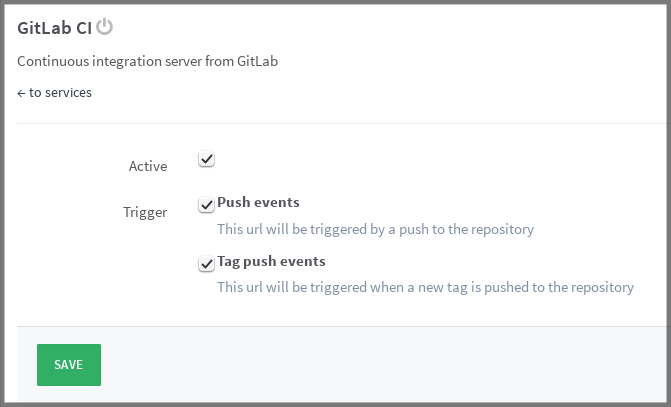 GitLab CI
Continuous integration server from GitLab
← to services
Active
Trigger
Push events
This url will be triggered by a push to the repository
Tag push events
This url will be triggered when a new tag is pushed to the repository
SAVE